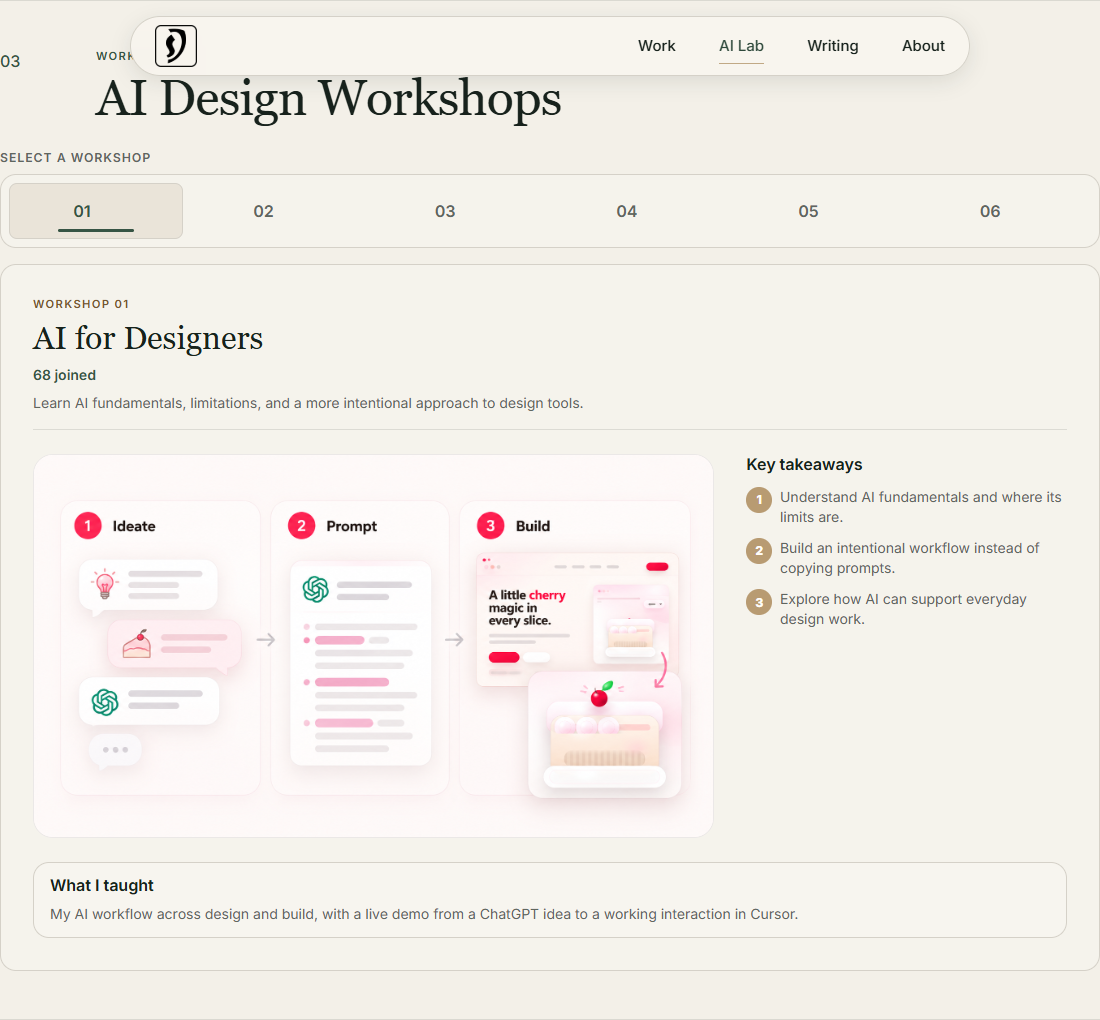 Work
AI Lab
Writing
About
03
AI Design Workshops
SELECT A WORKSHOP
01
02
03
04
05
06
WORKSHOP 01
AI for Designers
68 joined
Learn AI fundamentals, limitations, and a more intentional approach to design tools.
1 Ideate
2 Prompt
3 Build
A little cherry
magic in
every slice.
Key takeaways
1 Understand AI fundamentals and where its
limits are.
2 Build an intentional workflow instead of
copying prompts.
3 Explore how AI can support everyday
design work.
What I taught
My AI workflow across design and build, with a live demo from a ChatGPT idea to a working interaction in Cursor.